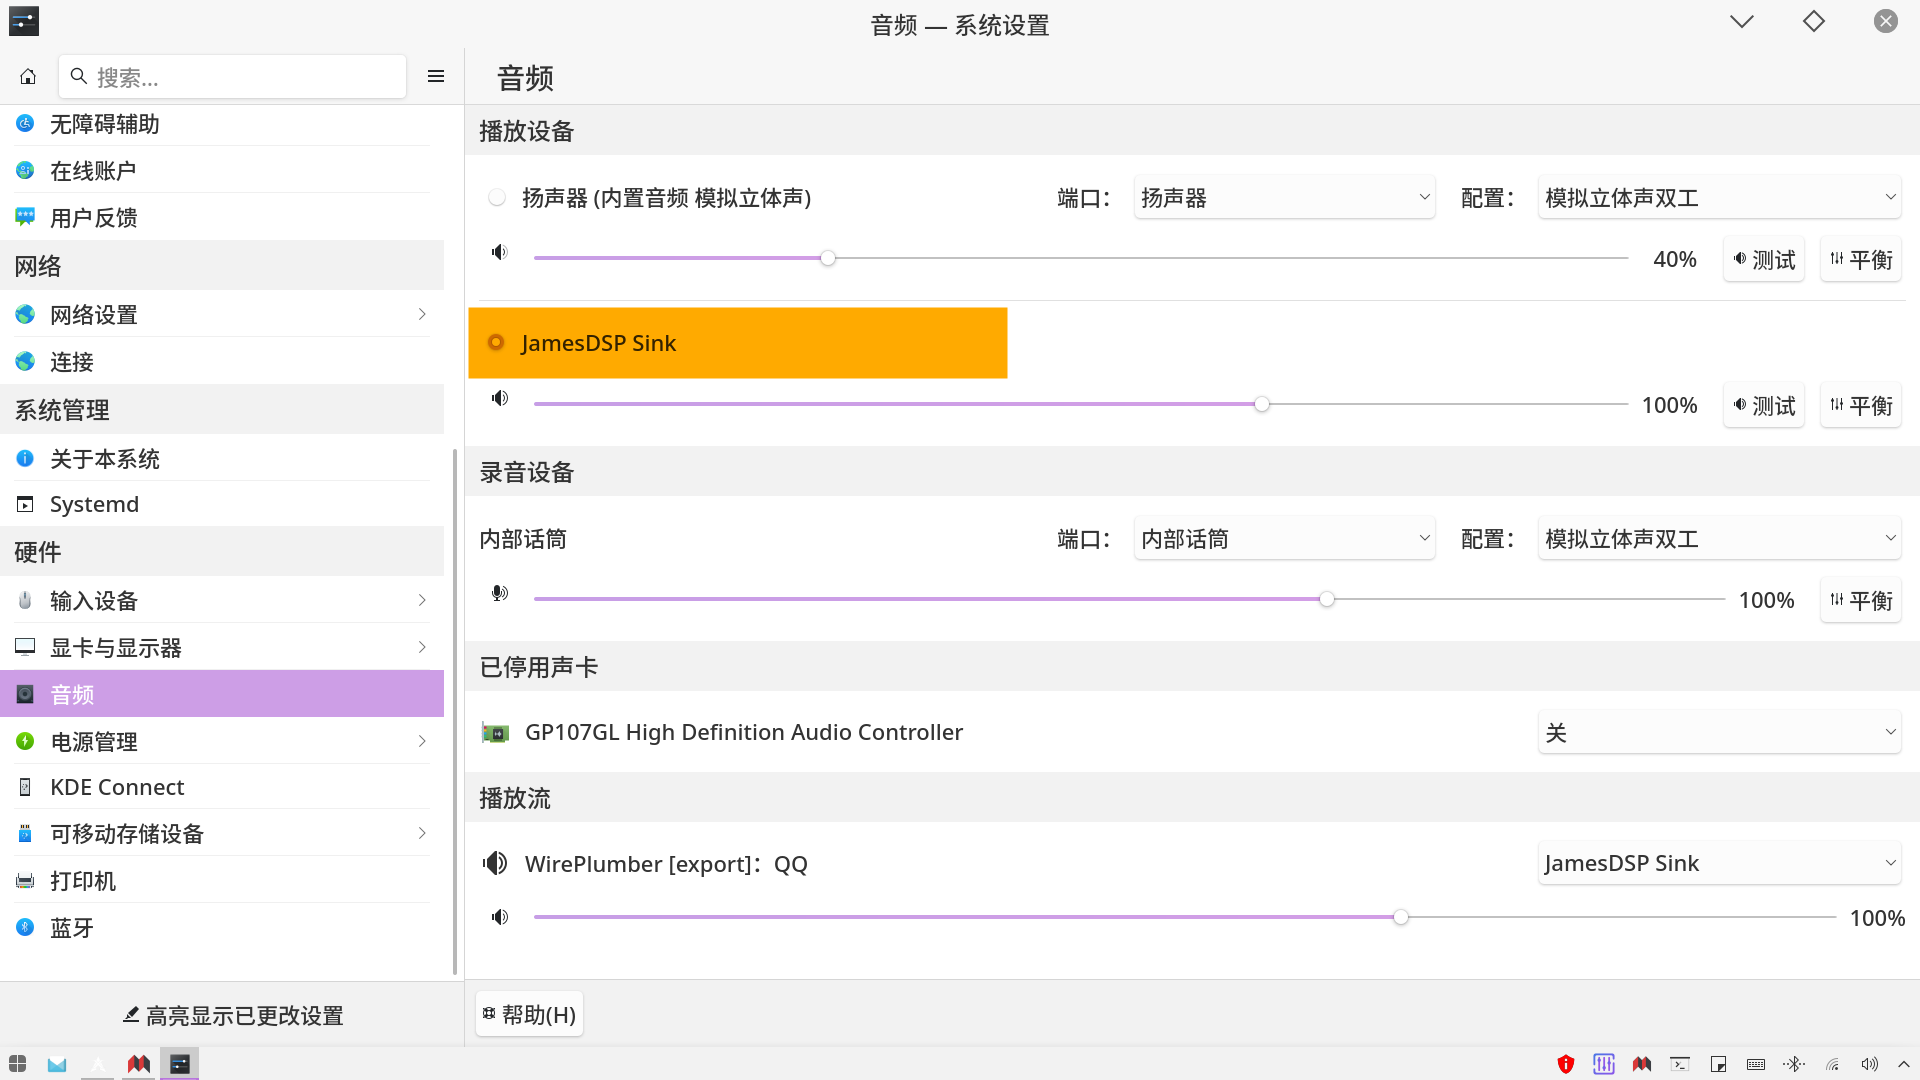 音频 — 系统设置
搜索...
音频
无障碍辅助
在线账户
用户反馈
网络
网络设置
连接
系统管理
关于本系统
Systemd
硬件
输入设备
显卡与显示器
音频
电源管理
KDE Connect
可移动存储设备
打印机
蓝牙
高亮显示已更改设置
播放设备
扬声器 (内置音频 模拟立体声) 端口： 扬声器 配置： 模拟立体声双工
40% 测试 平衡
JamesDSP Sink
100% 测试 平衡
录音设备
内部话筒 端口： 内部话筒 配置： 模拟立体声双工
100% 平衡
已停用声卡
GP107GL High Definition Audio Controller 关
播放流
WirePlumber [export]：QQ JamesDSP Sink
100%
帮助(H)